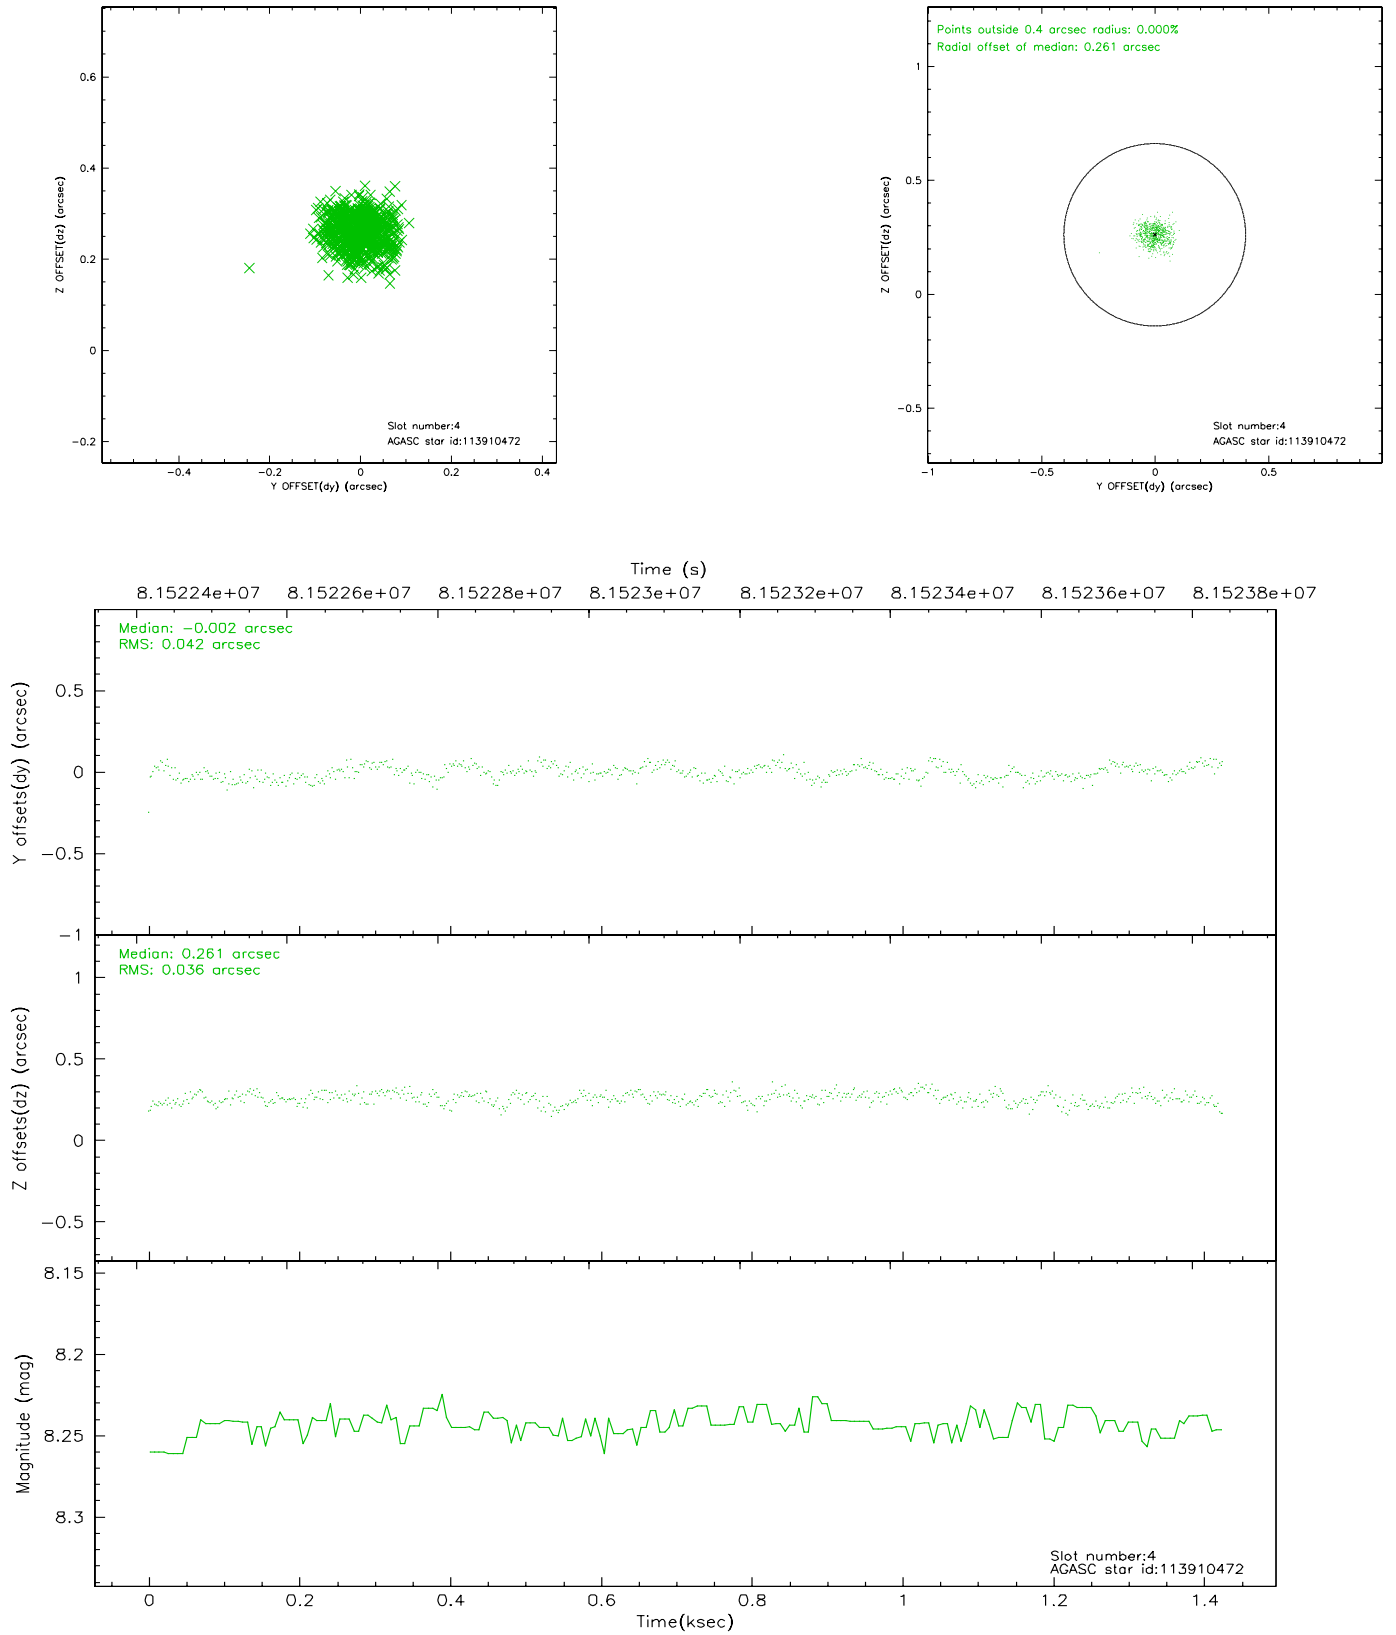 0.6
0.4
0.2
0
−0.2
Z OFFSET(dz) (arcsec)
Slot number:4
AGASC star id:113910472
−0.4 −0.2 0 0.2 0.4
Y OFFSET(dy) (arcsec)
Points outside 0.4 arcsec radius: 0.000%
Radial offset of median: 0.261 arcsec
1
0.5
0
−0.5
Z OFFSET(dz) (arcsec)
Slot number:4
AGASC star id:113910472
−1 −0.5 0 0.5
Y OFFSET(dy) (arcsec)
Time (s)
8.15224e+07 8.15226e+07 8.15228e+07 8.1523e+07 8.15232e+07 8.15234e+07 8.15236e+07 8.15238e+07
Median: −0.002 arcsec
RMS: 0.042 arcsec
0.5
0
−0.5
−1
Y offsets(dy) (arcsec)
Median: 0.261 arcsec
RMS: 0.036 arcsec
1
0.5
0
−0.5
Z offsets(dz) (arcsec)
8.15
8.2
8.25
8.3
Magnitude (mag)
Slot number:4
AGASC star id:113910472
0 0.2 0.4 0.6 0.8 1 1.2 1.4
Time(ksec)